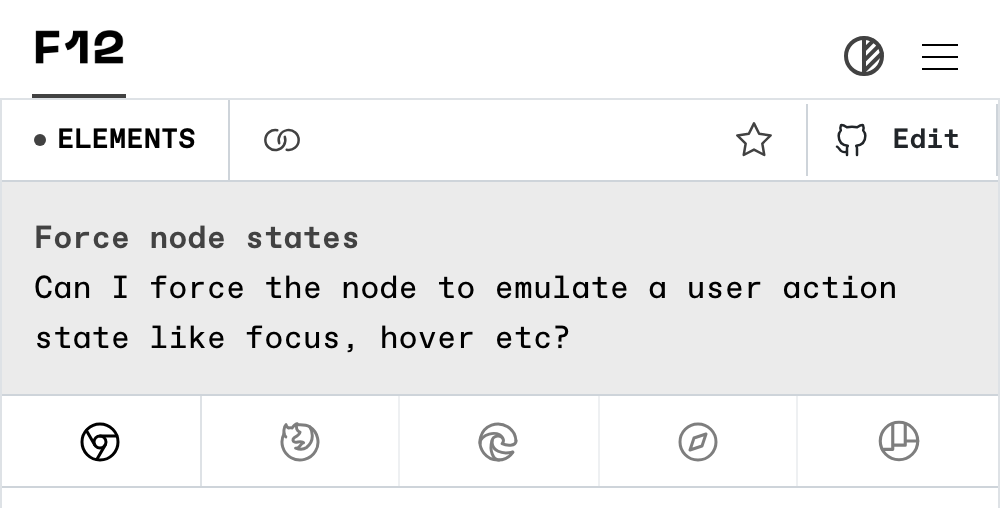 F12
ELEMENTS
Edit
Force node states
Can I force the node to emulate a user action
state like focus, hover etc?